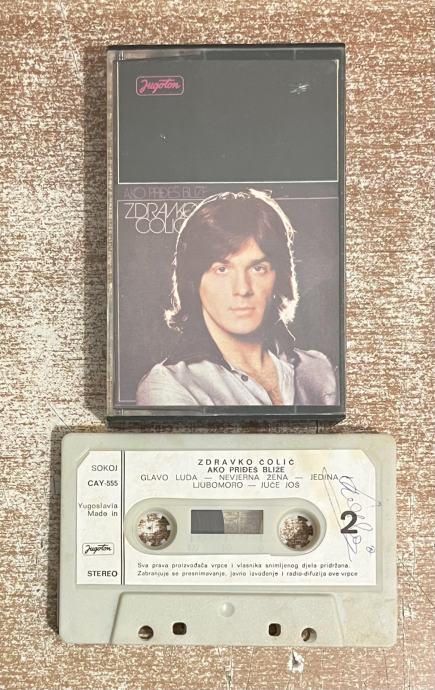 Jugoton
AKO PRIĐEŠ BLIŽE
ZDRAVKO
ČOLIĆ
ZDRAVKO ČOLIĆ
AKO PRIĐEŠ BLIŽE
SOKOJ
GLAVO LUDA — NEVJERNA ŽENA — JEDINA
CAY-555
LJUBOMORO — JUČE JOŠ
Yugoslavia
Made in
2
Jugoton
STEREO
Sva prava proizvođača vrpce i vlasnika snimljenog djela pridržana.
Zabranjuje se presnimavanje, javno izvođenje i radio-difuzija ove vrpce